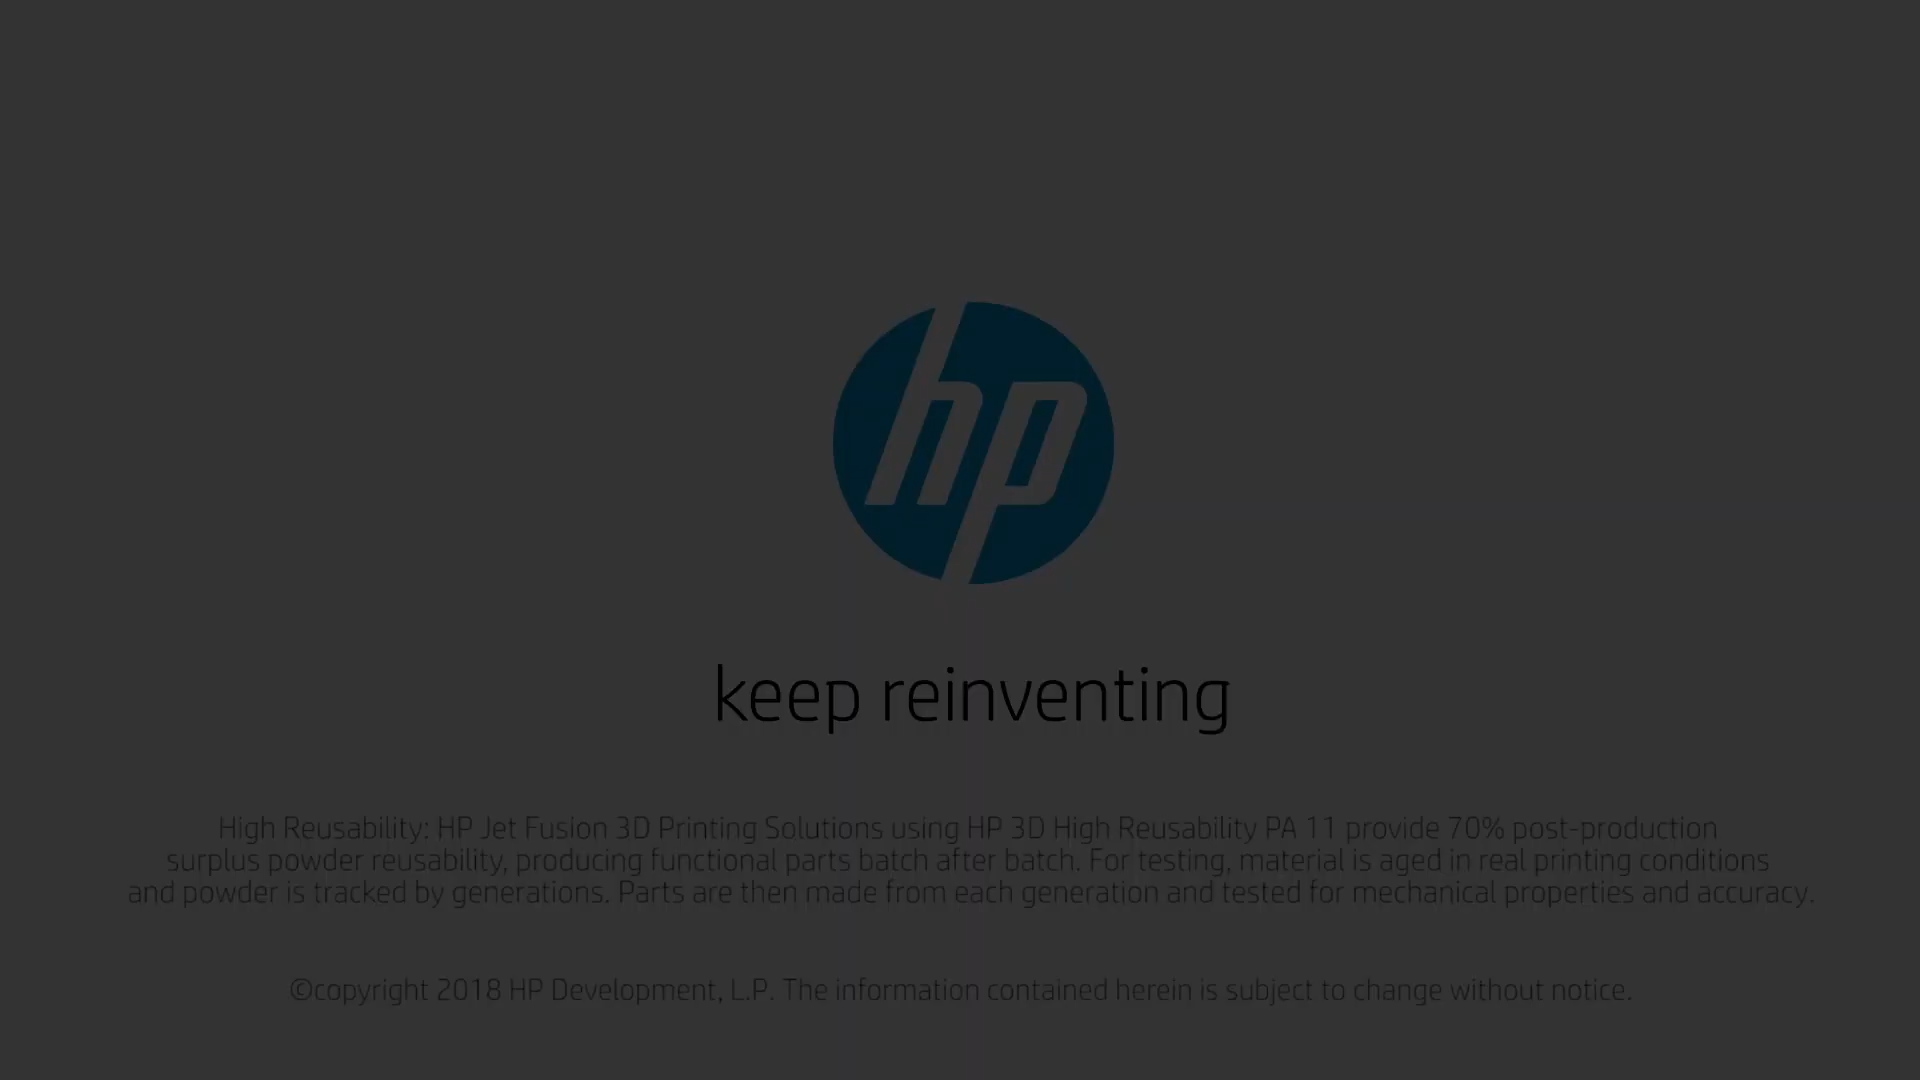 hp
keep reinventing
High Reusability: HP Jet Fusion 3D Printing Solutions using HP 3D High Reusability PA 11 provide 70% post-production
surplus powder reusability, producing functional parts batch after batch. For testing, material is aged in real printing conditions
and powder is tracked by generations. Parts are then made from each generation and tested for mechanical properties and accuracy.
©copyright 2018 HP Development, L.P. The information contained herein is subject to change without notice.